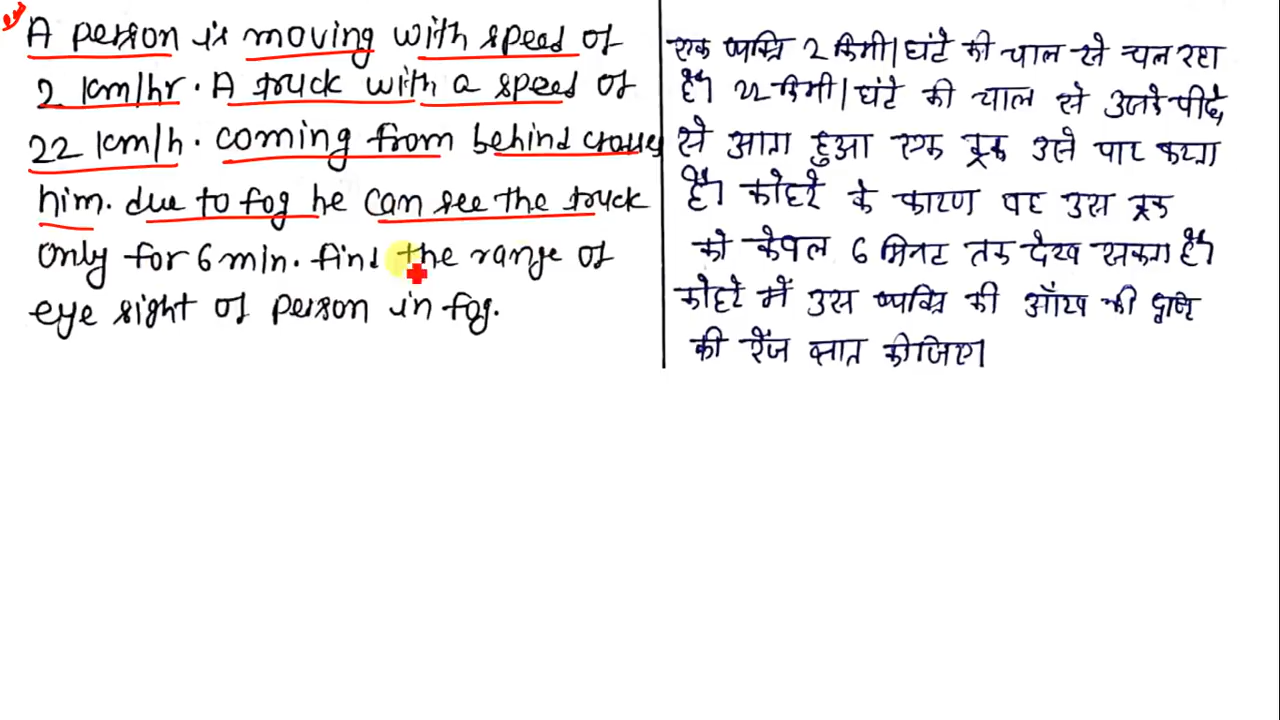 A person is moving with speed of
2 km/hr. A truck with a speed of
22 km/h. coming from behind crosses
him. due to fog he can see the truck
only for 6 min. find the range of
eye sight of person in fog.
एक व्यक्ति 2 किमी/घंटे की चाल से चल रहा
है। 22 किमी/घंटे की चाल से उसके पीछे
से आता हुआ एक ट्रक उसे पार करता
है। कोहरे के कारण वह उस ट्रक
को केवल 6 मिनट तक देख सकता है।
कोहरे में उस व्यक्ति की आँख की दृष्टि
की रेंज ज्ञात कीजिए।